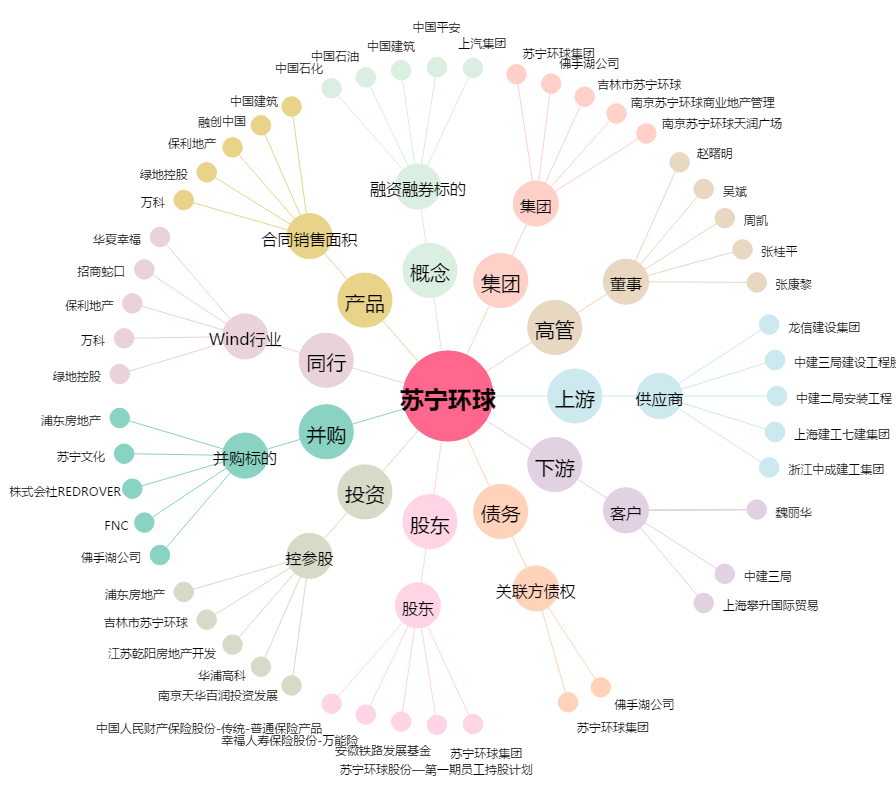 中国平安
上汽集团
中国建筑
中国石油
中国石化
融资融券标的
概念
苏宁环球集团
佛手湖公司
吉林市苏宁环球
南京苏宁环球商业地产管理
南京苏宁环球天润广场
集团
集团
赵曙明
吴斌
周凯
张桂平
张康黎
董事
高管
龙信建设集团
中建三局建设工程股
中建二局安装工程
上海建工七建集团
浙江中成建工集团
供应商
上游
魏丽华
中建三局
上海攀升国际贸易
客户
下游
佛手湖公司
苏宁环球集团
关联方债权
债务
苏宁环球集团
苏宁环球股份—第一期员工持股计划
安徽铁路发展基金
幸福人寿保险股份-万能险
中国人民财产保险股份-传统-普通保险产品
股东
股东
南京天华百润投资发展
华浦高科
江苏乾阳房地产开发
吉林市苏宁环球
浦东房地产
控参股
投资
佛手湖公司
FNC
株式会社REDROVER
苏宁文化
浦东房地产
并购标的
并购
绿地控股
万科
保利地产
招商蛇口
华夏幸福
Wind行业
同行
万科
绿地控股
保利地产
融创中国
中国建筑
合同销售面积
产品
苏宁环球